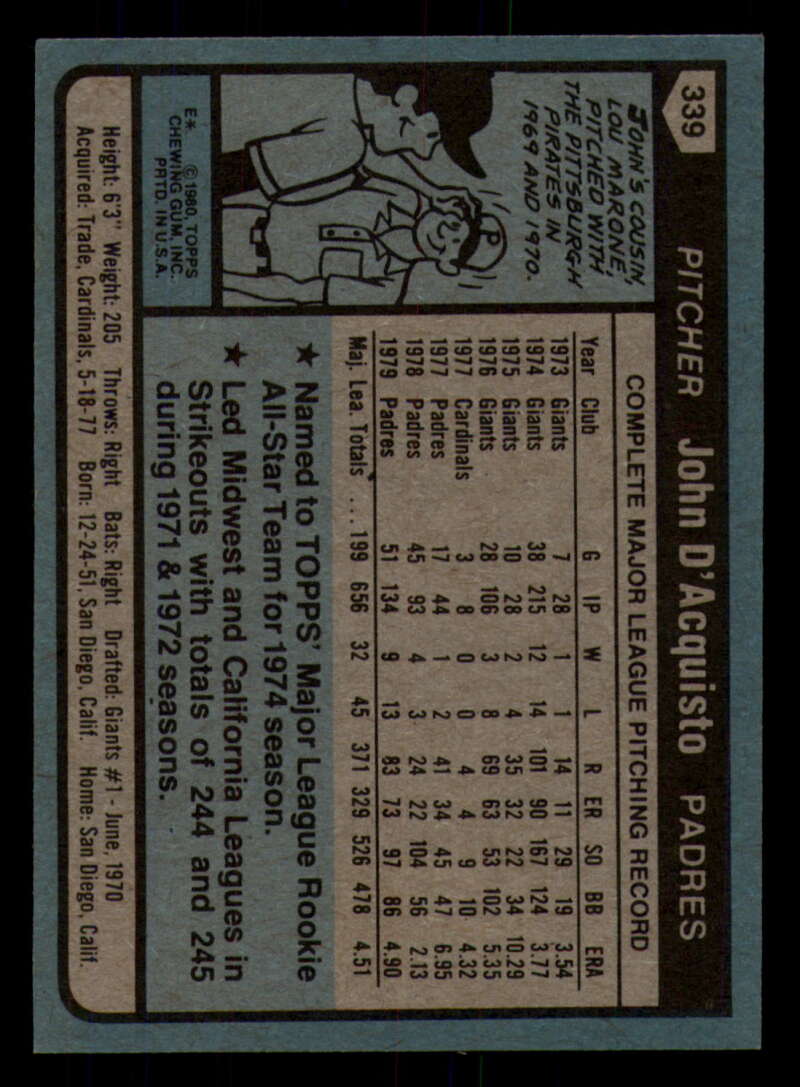 339
PITCHER John D'Acquisto PADRES
JOHN'S COUSIN,
LOU MARONE,
PITCHED WITH
THE PITTSBURGH
PIRATES IN
1969 AND 1970.
P
E* ©1980, TOPPS
CHEWING GUM, INC.
PRTD. IN U.S.A.
COMPLETE MAJOR LEAGUE PITCHING RECORD
Year Club G IP W L R ER SO BB ERA
1973 Giants 7 28 1 1 14 11 29 19 3.54
1974 Giants 38 215 12 14 101 90 167 124 3.77
1975 Giants 10 28 2 4 35 32 22 34 10.29
1976 Giants 28 106 3 8 69 63 53 102 5.35
1977 Cardinals 3 8 0 0 4 4 9 10 4.32
1977 Padres 17 44 1 2 41 34 45 47 6.95
1978 Padres 45 93 4 3 24 22 104 56 2.13
1979 Padres 51 134 9 13 83 73 97 86 4.90
Maj. Lea. Totals ... 199 656 32 45 371 329 526 478 4.51
★ Named to TOPPS' Major League Rookie
All-Star Team for 1974 season.
★ Led Midwest and California Leagues in
Strikeouts with totals of 244 and 245
during 1971 & 1972 seasons.
Height: 6'3" Weight: 205 Throws: Right Bats: Right Drafted: Giants #1 - June, 1970
Acquired: Trade, Cardinals, 5-18-77 Born: 12-24-51, San Diego, Calif. Home: San Diego, Calif.